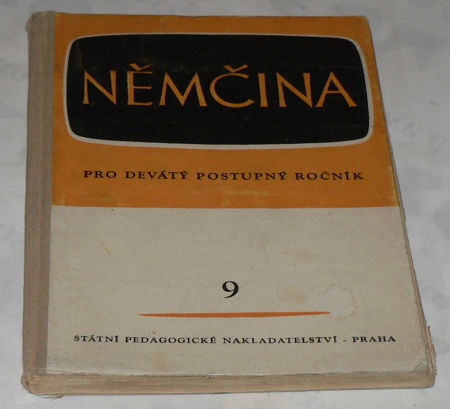 NĚMČINA
PRO DEVÁTÝ POSTUPNÝ ROČNÍK
9
STÁTNÍ PEDAGOGICKÉ NAKLADATELSTVÍ - PRAHA